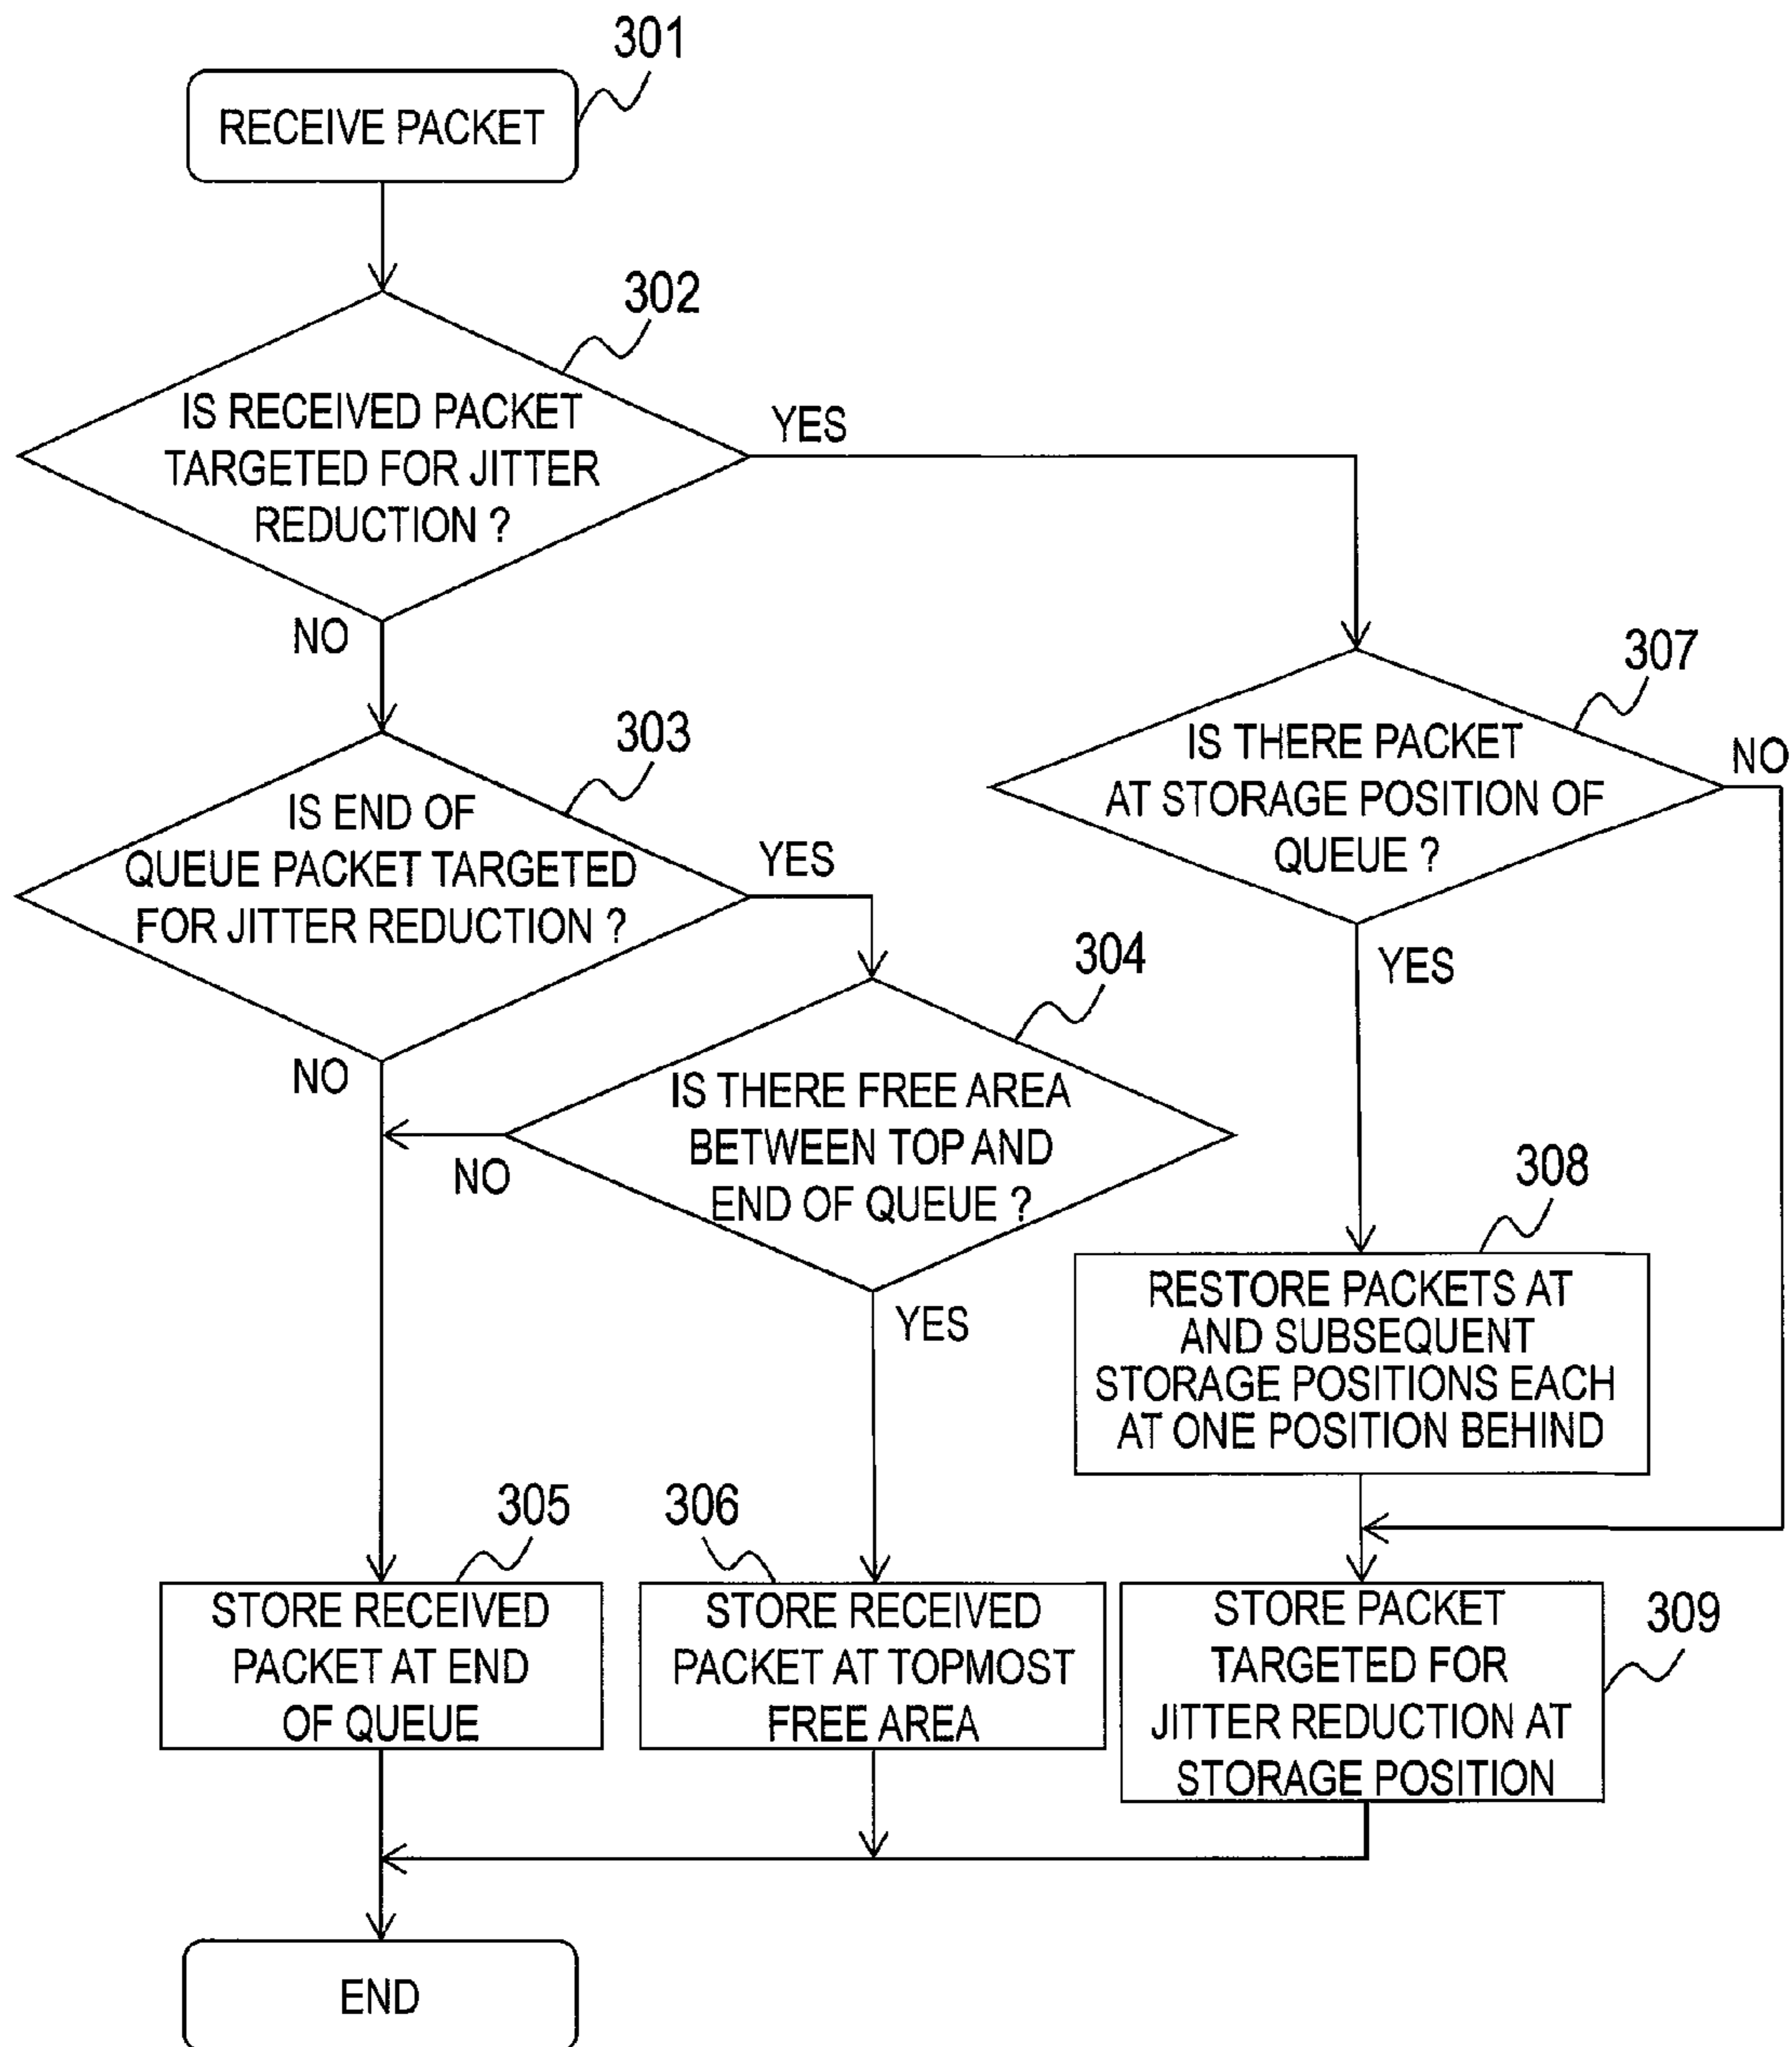 301
RECEIVE PACKET
302
IS RECEIVED PACKET
TARGETED FOR JITTER
REDUCTION ?
YES
NO
303
IS END OF
QUEUE PACKET TARGETED
FOR JITTER REDUCTION ?
YES
NO
304
IS THERE FREE AREA
BETWEEN TOP AND
END OF QUEUE ?
NO
YES
307
IS THERE PACKET
AT STORAGE POSITION OF
QUEUE ?
NO
YES
308
RESTORE PACKETS AT
AND SUBSEQUENT
STORAGE POSITIONS EACH
AT ONE POSITION BEHIND
305
STORE RECEIVED
PACKET AT END
OF QUEUE
306
STORE RECEIVED
PACKET AT TOPMOST
FREE AREA
309
STORE PACKET
TARGETED FOR
JITTER REDUCTION AT
STORAGE POSITION
END